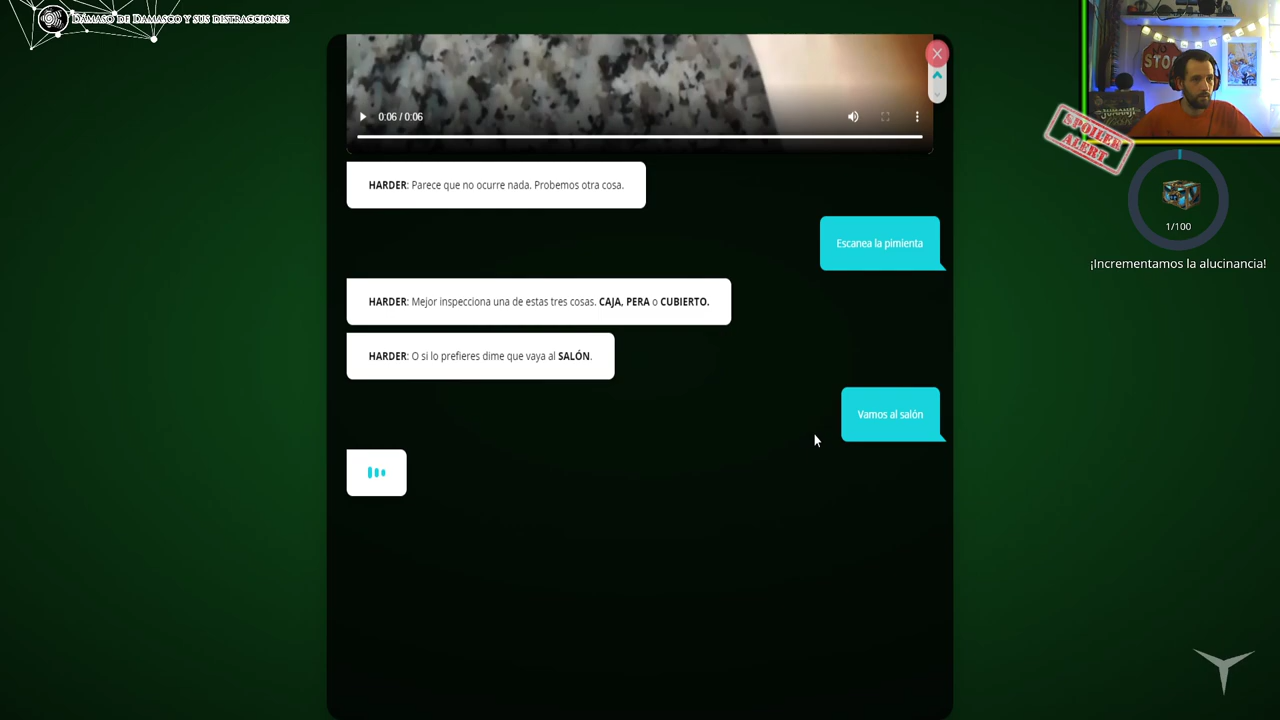 DÁMASO DE DAMASCO Y SUS DISTRACCIONES
STOP
JUMANJI
SPOILER
ALERT
0:06 / 0:06
HARDER: Parece que no ocurre nada. Probemos otra cosa.
1/100
Escanea la pimienta
¡Incrementamos la alucinancia!
HARDER: Mejor inspecciona una de estas tres cosas. CAJA, PERA o CUBIERTO.
HARDER: O si lo prefieres dime que vaya al SALÓN.
Vamos al salón